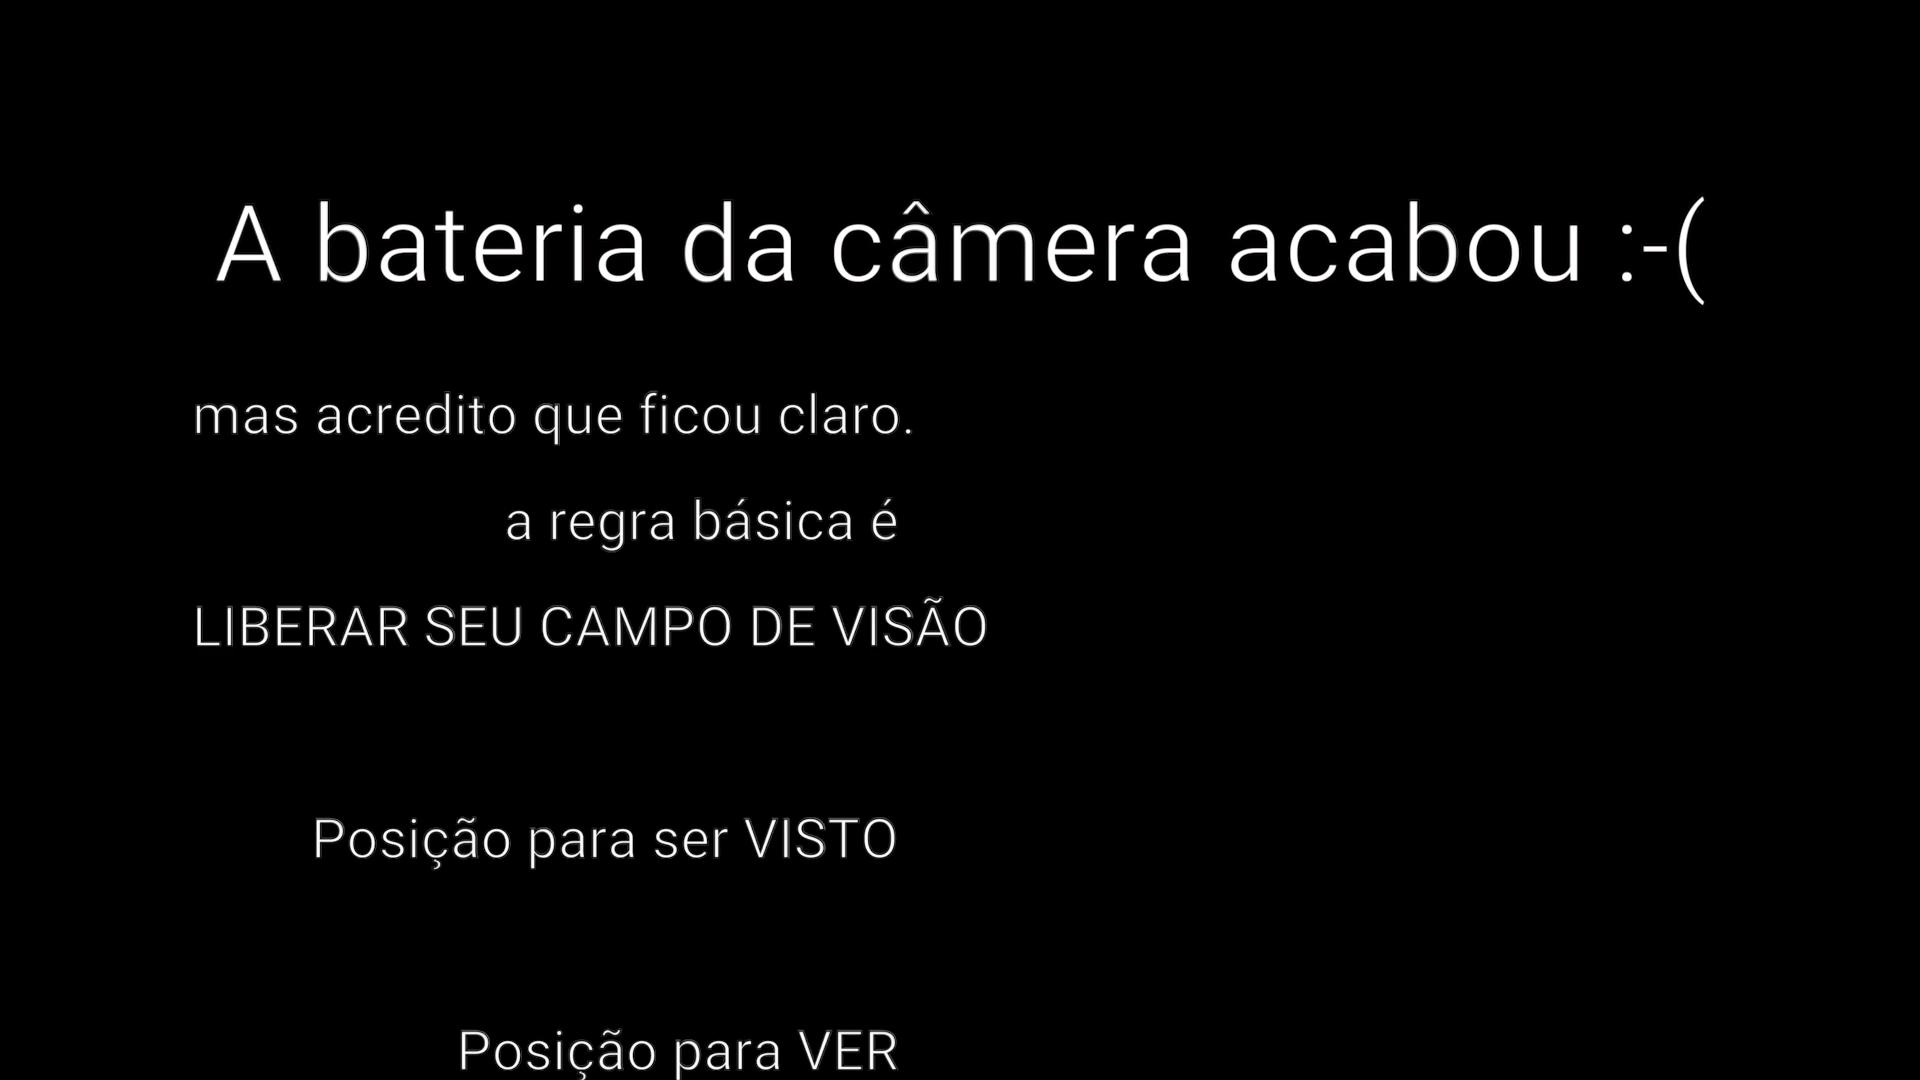 A bateria da câmera acabou :-(
mas acredito que ficou claro.
a regra básica é
LIBERAR SEU CAMPO DE VISÃO
Posição para ser VISTO
Posição para VER